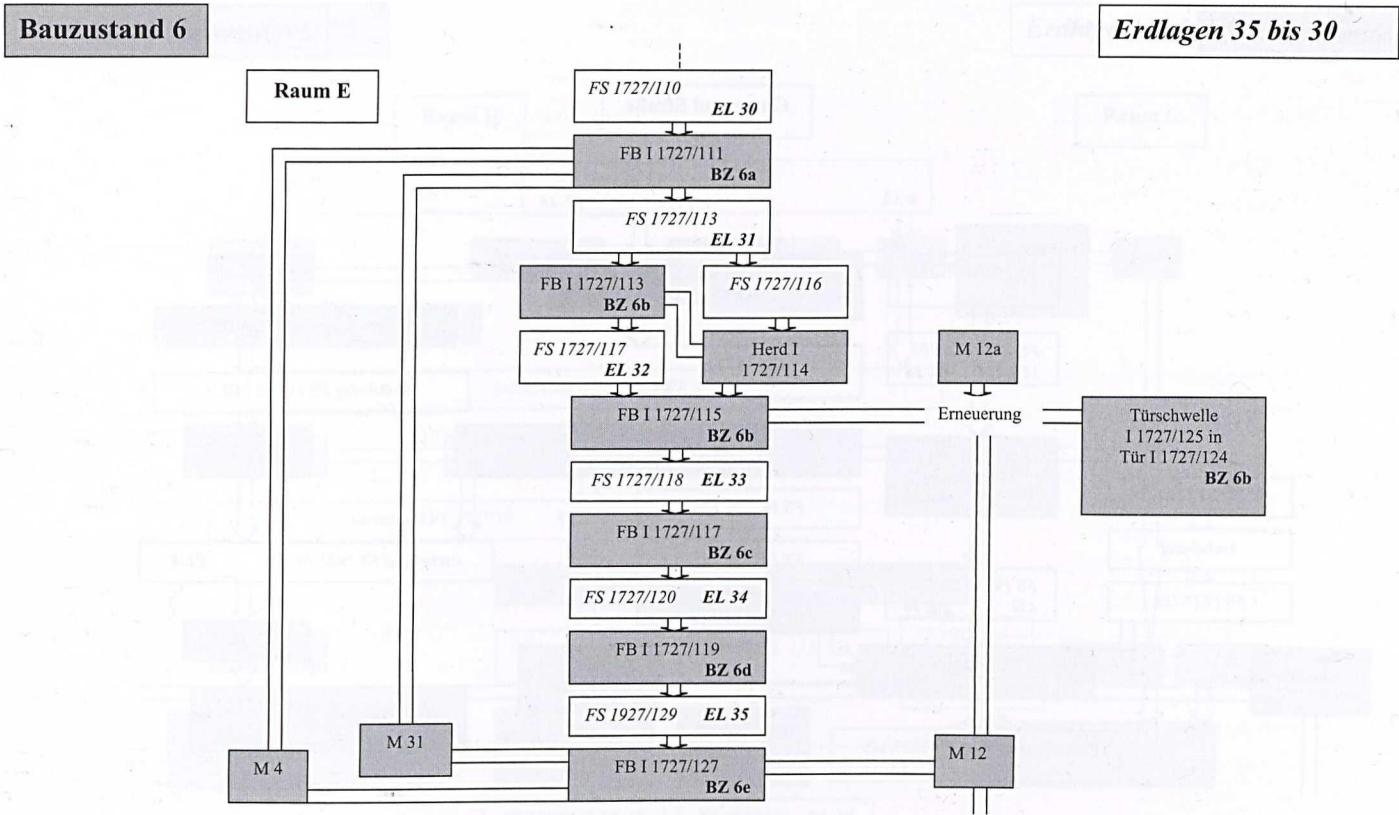 Bauzustand 6
Erdlagen 35 bis 30
Raum E
FS 1727/110
EL 30
FB I 1727/111
BZ 6a
FS 1727/113
EL 31
FB I 1727/113
BZ 6b
FS 1727/116
FS 1727/117
EL 32
Herd I
1727/114
M 12a
FB I 1727/115
BZ 6b
Erneuerung
Türschwelle
I 1727/125 in
Tür I 1727/124
BZ 6b
FS 1727/118 EL 33
FB I 1727/117
BZ 6c
FS 1727/120 EL 34
FB I 1727/119
BZ 6d
FS 1927/129 EL 35
M 31
M 4
FB I 1727/127
BZ 6e
M 12